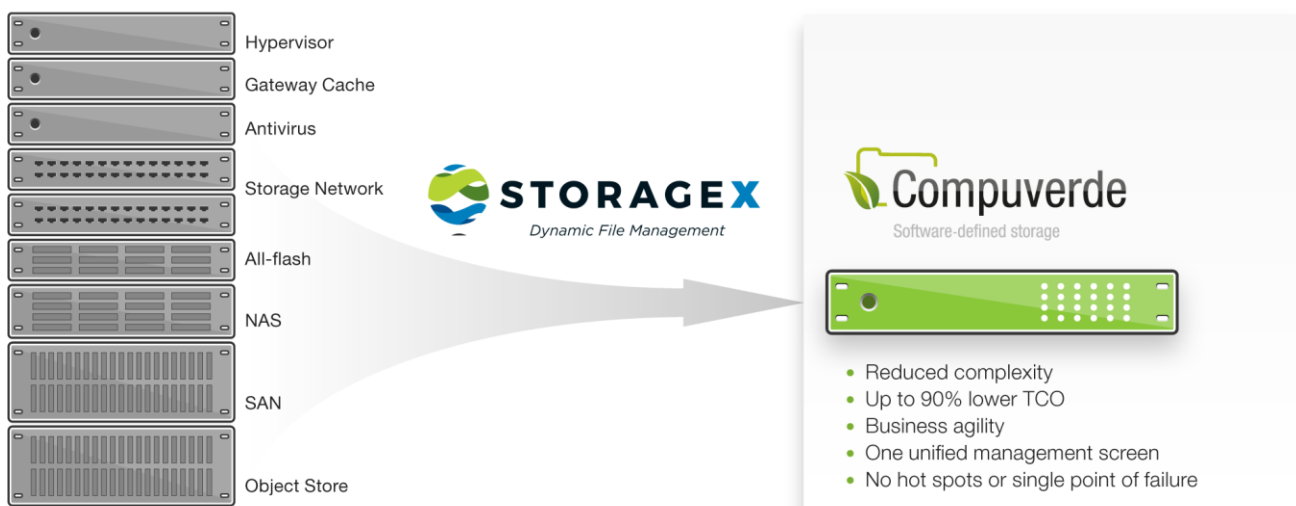 Hypervisor
Gateway Cache
Antivirus
Storage Network
All-flash
NAS
SAN
Object Store
STORAGEX
Dynamic File Management
Compuverde
Software-defined storage
Reduced complexity
Up to 90% lower TCO
Business agility
One unified management screen
No hot spots or single point of failure